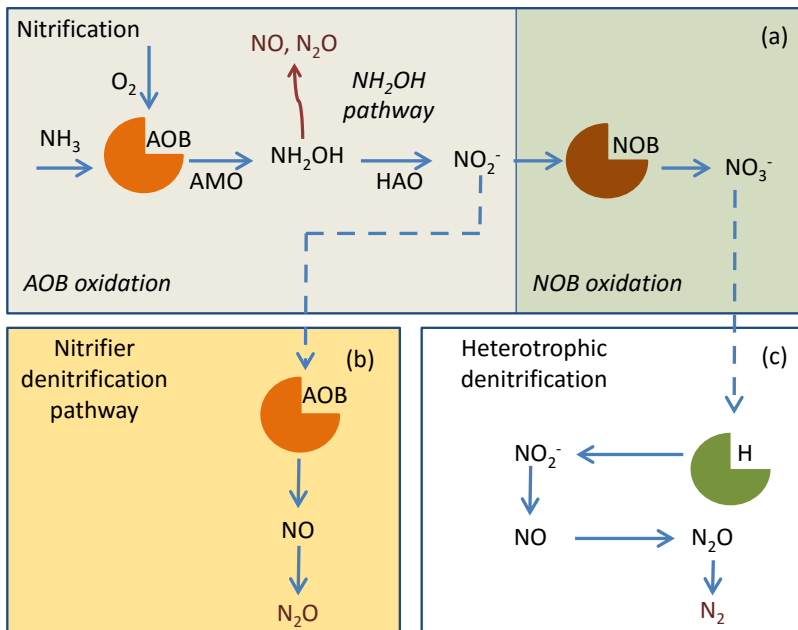 Nitrification
(a)
NO, N₂O
O₂
NH₂OH
pathway
NH₃
AOB
NH₂OH
NO₂⁻
NOB
NO₃⁻
AMO
HAO
AOB oxidation
NOB oxidation
Nitrifier
denitrification
pathway
(b)
AOB
NO
N₂O
Heterotrophic
denitrification
(c)
NO₂⁻
H
NO
N₂O
N₂